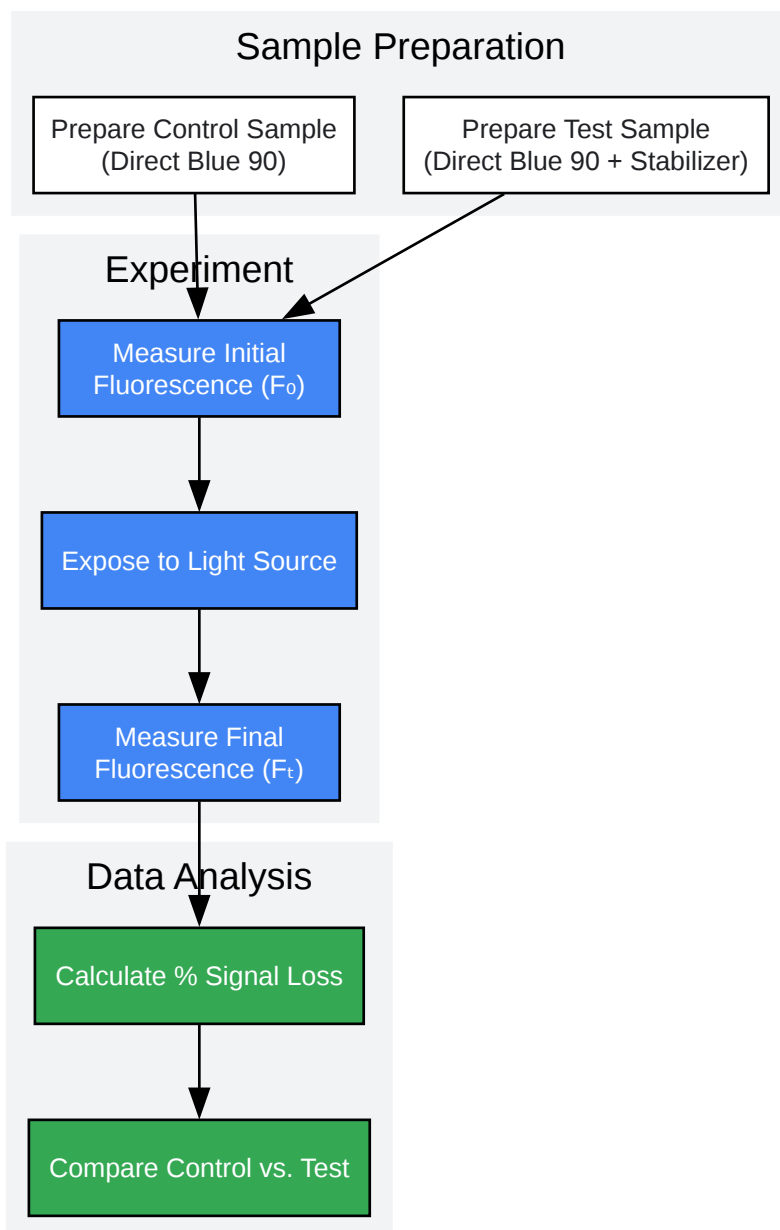 Sample Preparation
Prepare Control Sample
(Direct Blue 90)
Prepare Test Sample
(Direct Blue 90 + Stabilizer)
Experiment
Measure Initial
Fluorescence (F₀)
Expose to Light Source
Measure Final
Fluorescence (Fₜ)
Data Analysis
Calculate % Signal Loss
Compare Control vs. Test